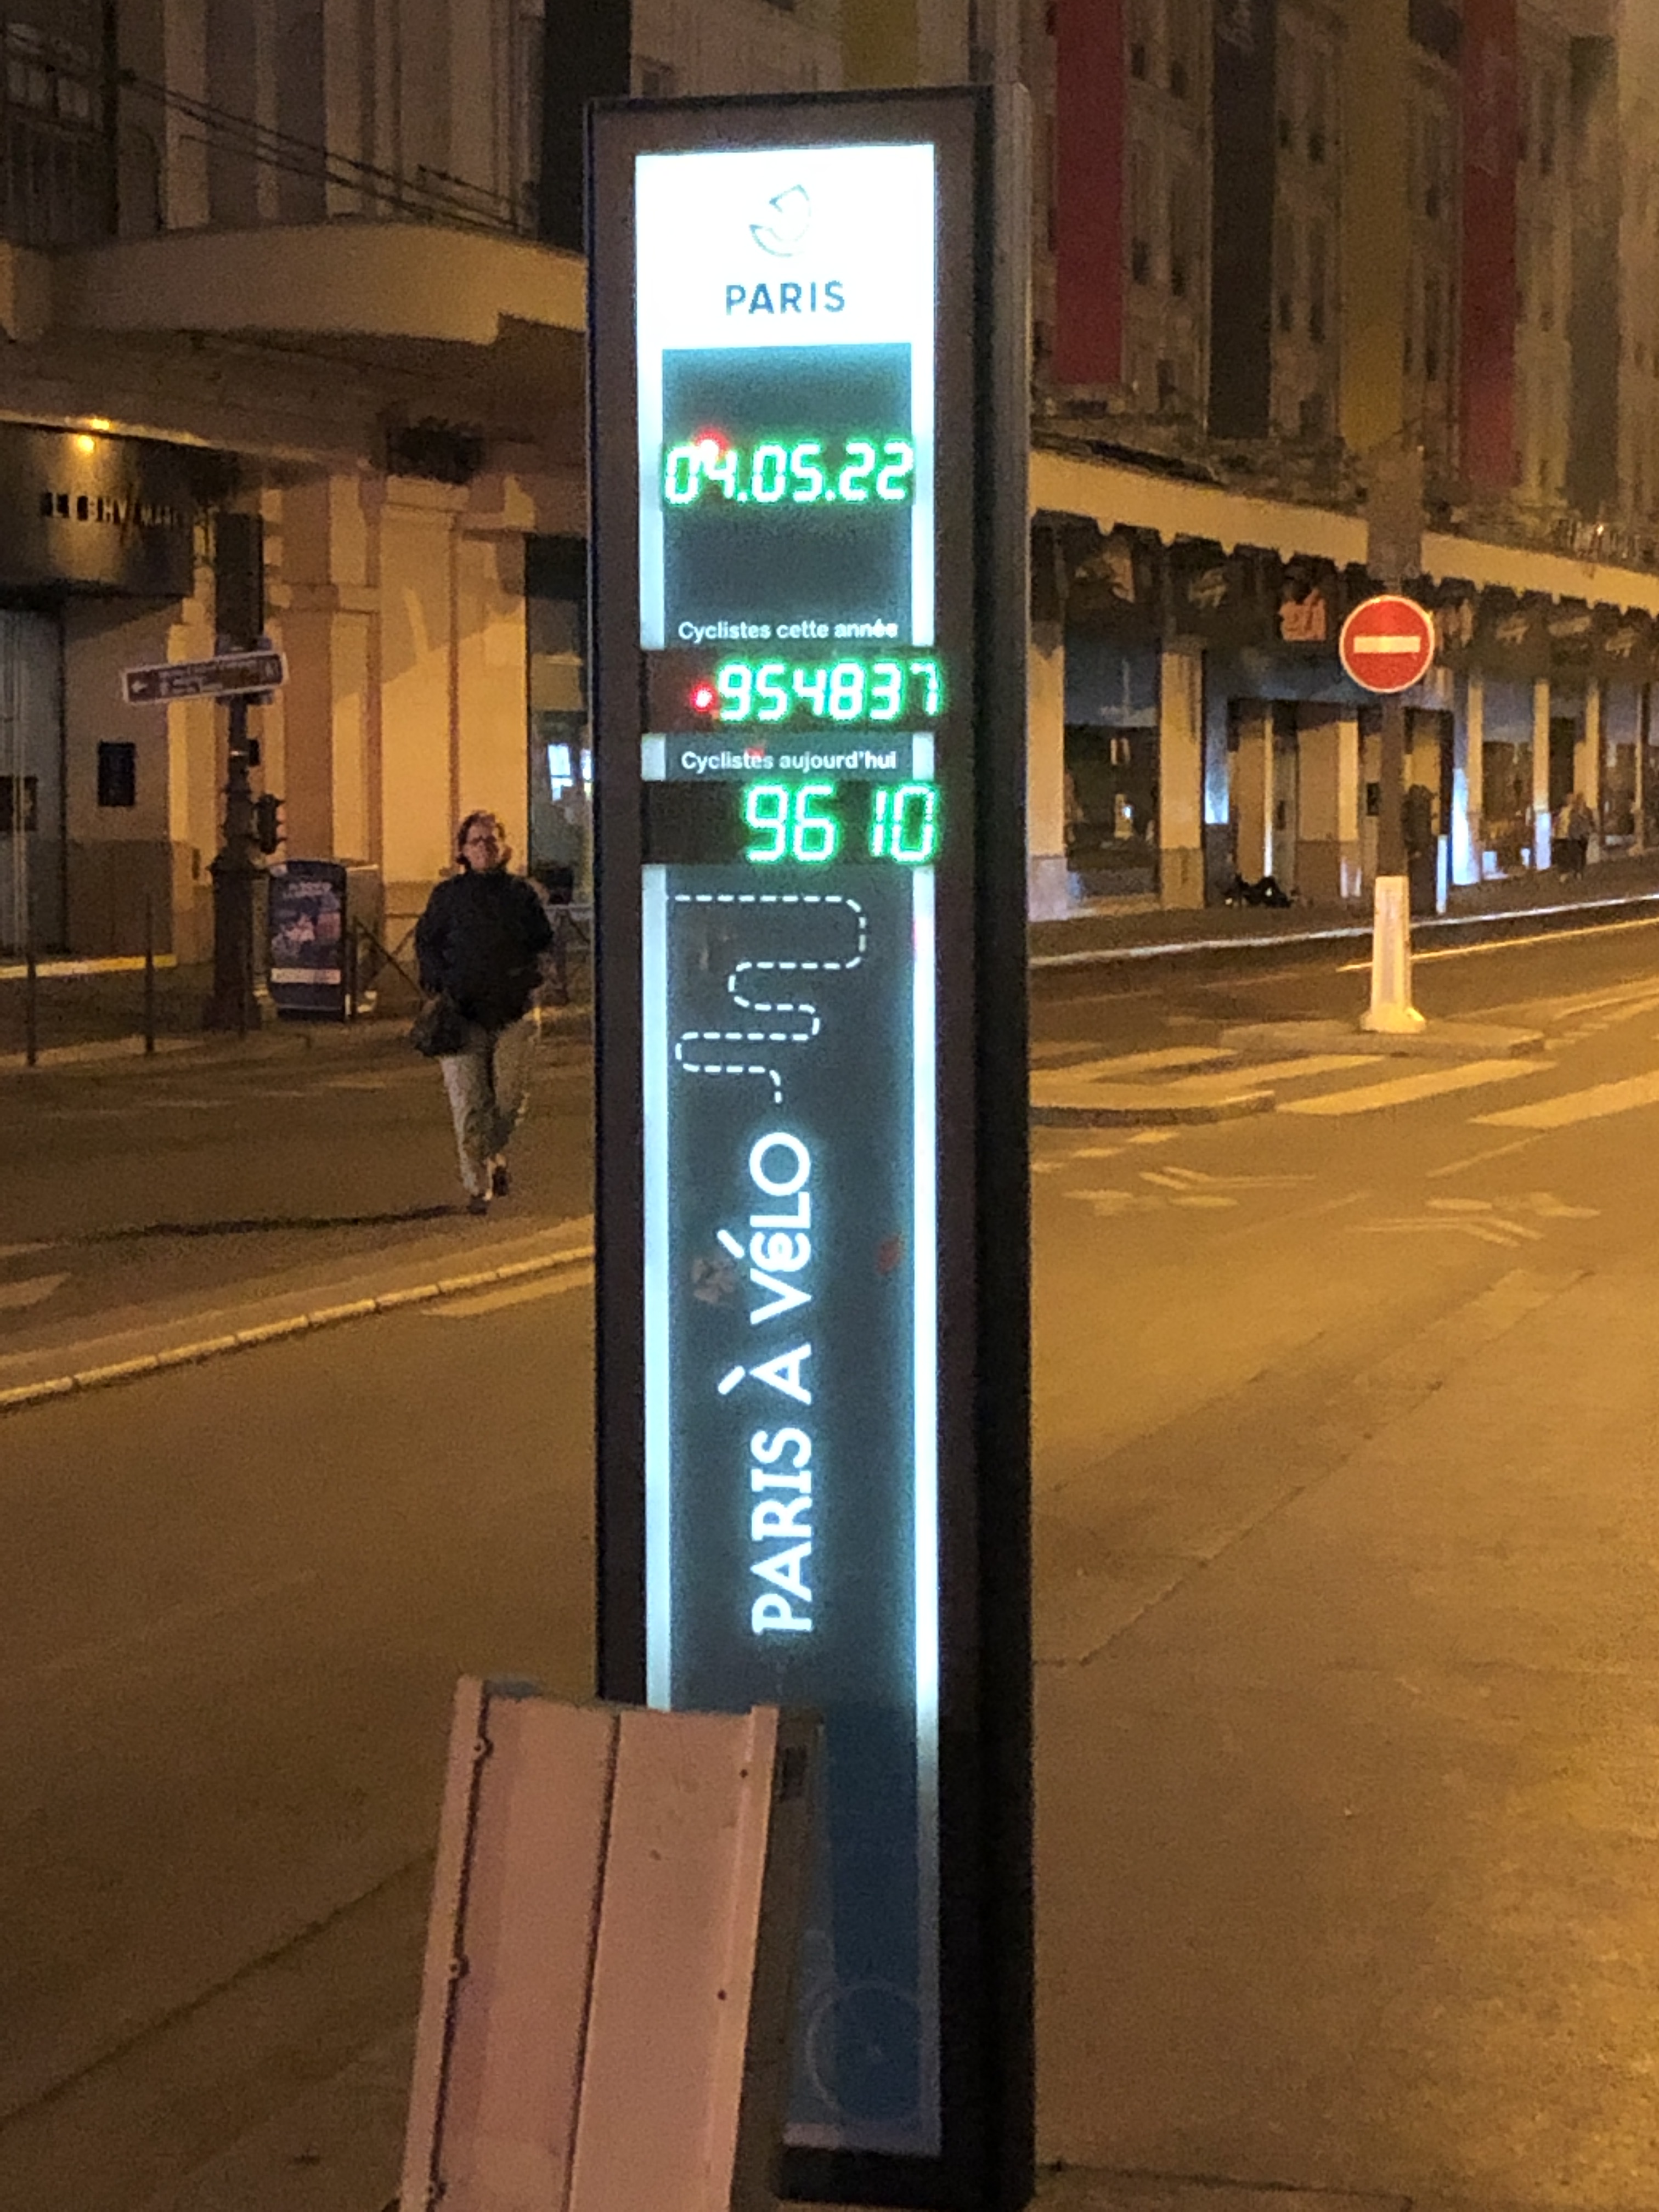 PARIS
04.05.22
Cyclistes cette année
954837
Cyclistes aujourd'hui
9610
PARIS À VéLO